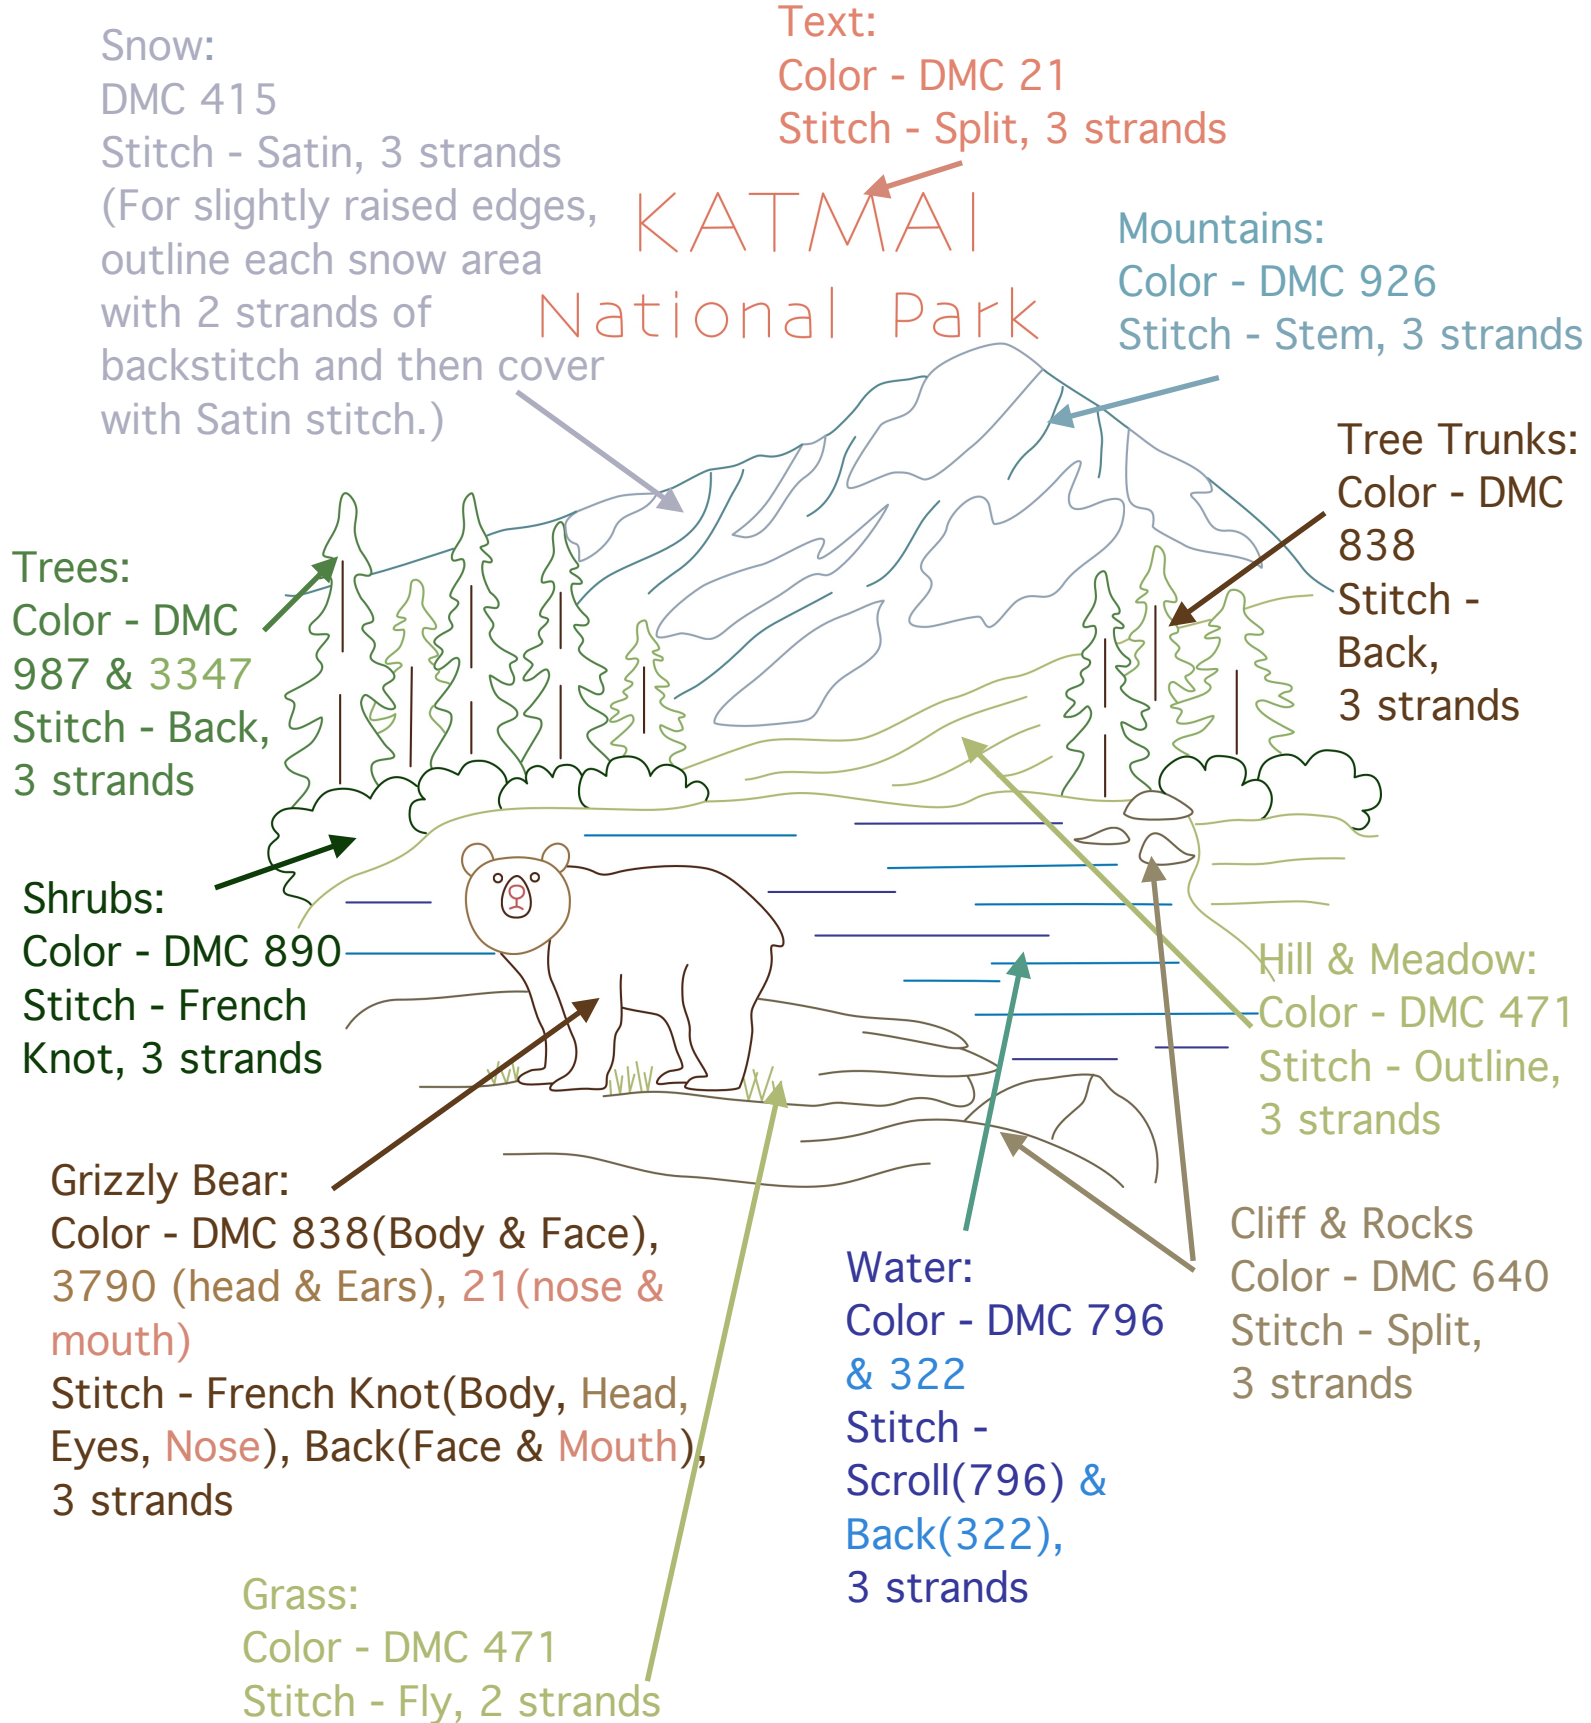 Text:
Color - DMC 21
Stitch - Split, 3 strands
Snow:
DMC 415
Stitch - Satin, 3 strands
(For slightly raised edges,
outline each snow area
with 2 strands of
backstitch and then cover
with Satin stitch.)
KATMAI
National Park
Mountains:
Color - DMC 926
Stitch - Stem, 3 strands
Tree Trunks:
Color - DMC
838
Stitch -
Back,
3 strands
Trees:
Color - DMC
987 & 3347
Stitch - Back,
3 strands
Shrubs:
Color - DMC 890
Stitch - French
Knot, 3 strands
Hill & Meadow:
Color - DMC 471
Stitch - Outline,
3 strands
Grizzly Bear:
Color - DMC 838(Body & Face),
3790 (head & Ears), 21(nose &
mouth)
Stitch - French Knot(Body, Head,
Eyes, Nose), Back(Face & Mouth),
3 strands
Water:
Color - DMC 796
& 322
Stitch -
Scroll(796) &
Back(322),
3 strands
Cliff & Rocks
Color - DMC 640
Stitch - Split,
3 strands
Grass:
Color - DMC 471
Stitch - Fly, 2 strands